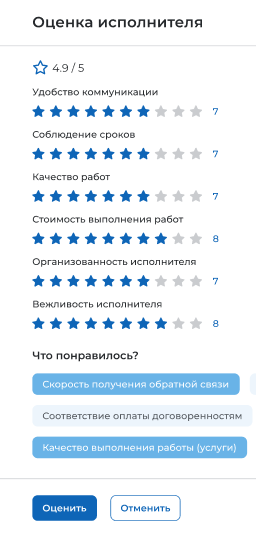 Оценка исполнителя
4.9 / 5
Удобство коммуникации
7
Соблюдение сроков
7
Качество работ
7
Стоимость выполнения работ
8
Организованность исполнителя
7
Вежливость исполнителя
8
Что понравилось?
Скорость получения обратной связи
Соответствие оплаты договоренностям
Качество выполнения работы (услуги)
Оценить
Отменить